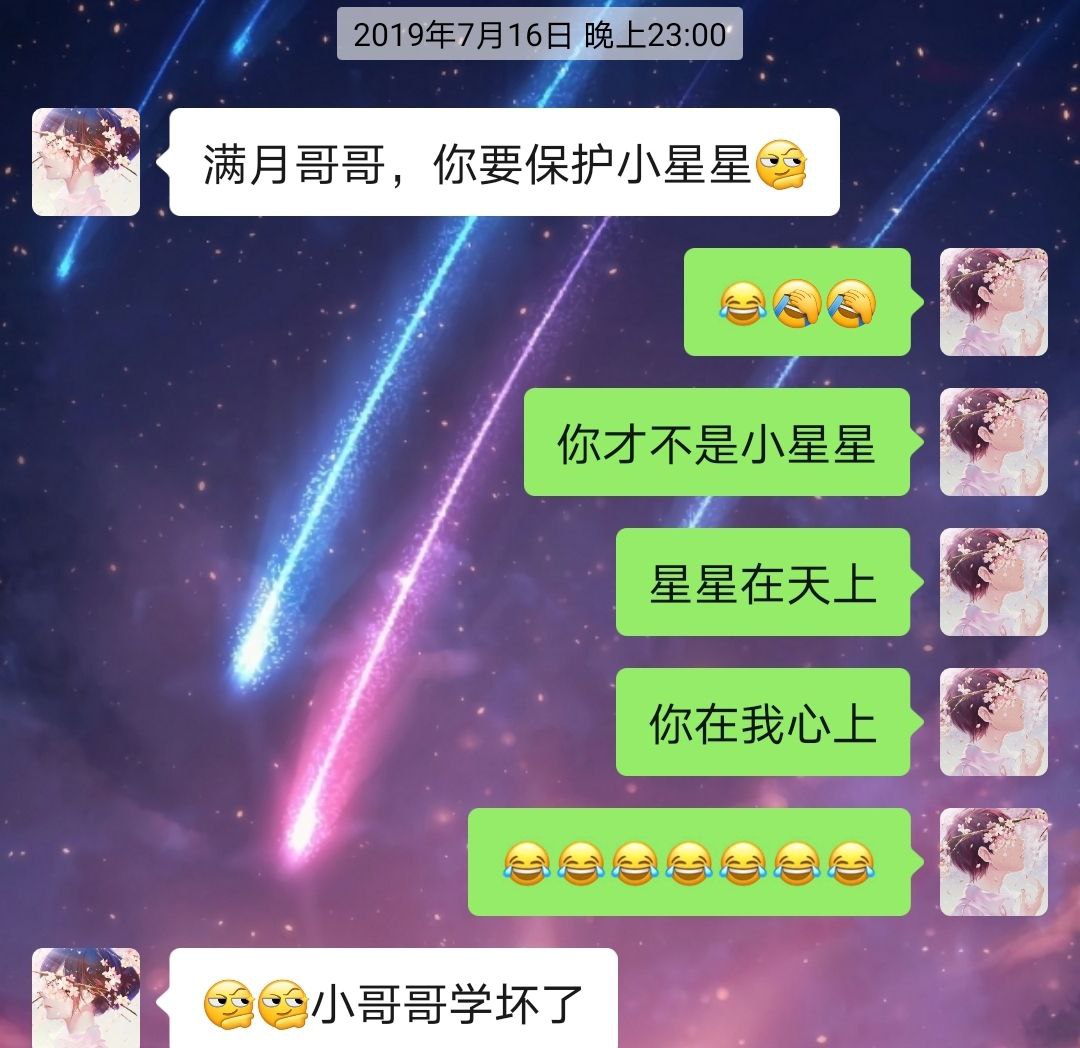 2019年7月16日 晚上23:00
满月哥哥，你要保护小星星
😂🤦🤦
你才不是小星星
星星在天上
你在我心上
😂😂😂😂😂😂😂
小哥哥学坏了